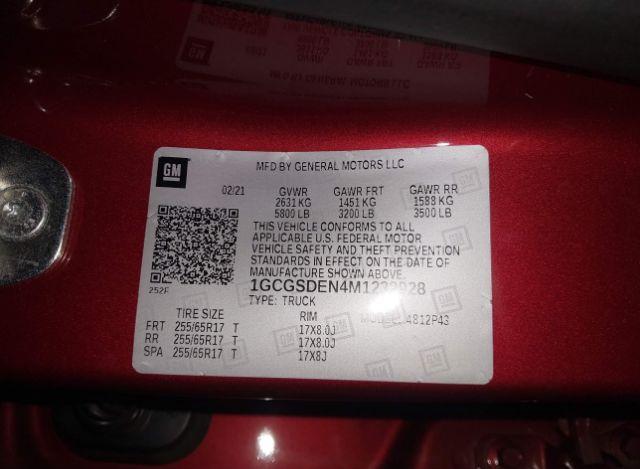 GM
MFD BY GENERAL MOTORS LLC
02/21 GVWR GAWR FRT GAWR RR
2631 KG 1451 KG 1588 KG
5800 LB 3200 LB 3500 LB
THIS VEHICLE CONFORMS TO ALL
APPLICABLE U.S. FEDERAL MOTOR
VEHICLE SAFETY AND THEFT PREVENTION
STANDARDS IN EFFECT ON THE DATE OF
MANUFACTURE SHOWN ABOVE.
252F
TYPE: TRUCK
TIRE SIZE RIM MODEL: 4812P43
FRT 255/65R17 T 17X8.0J
RR 255/65R17 T 17X8.0J
SPA 255/65R17 T 17X8J